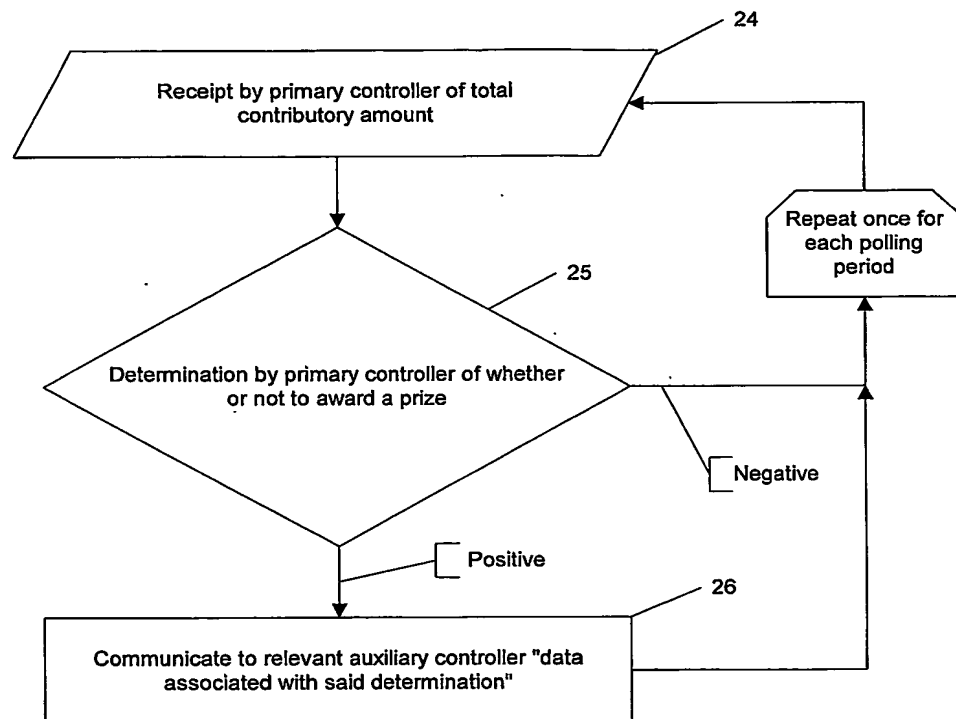 24
Receipt by primary controller of total
contributory amount
Repeat once for
each polling
period
25
Determination by primary controller of whether
or not to award a prize
Negative
Positive
26
Communicate to relevant auxiliary controller "data
associated with said determination"